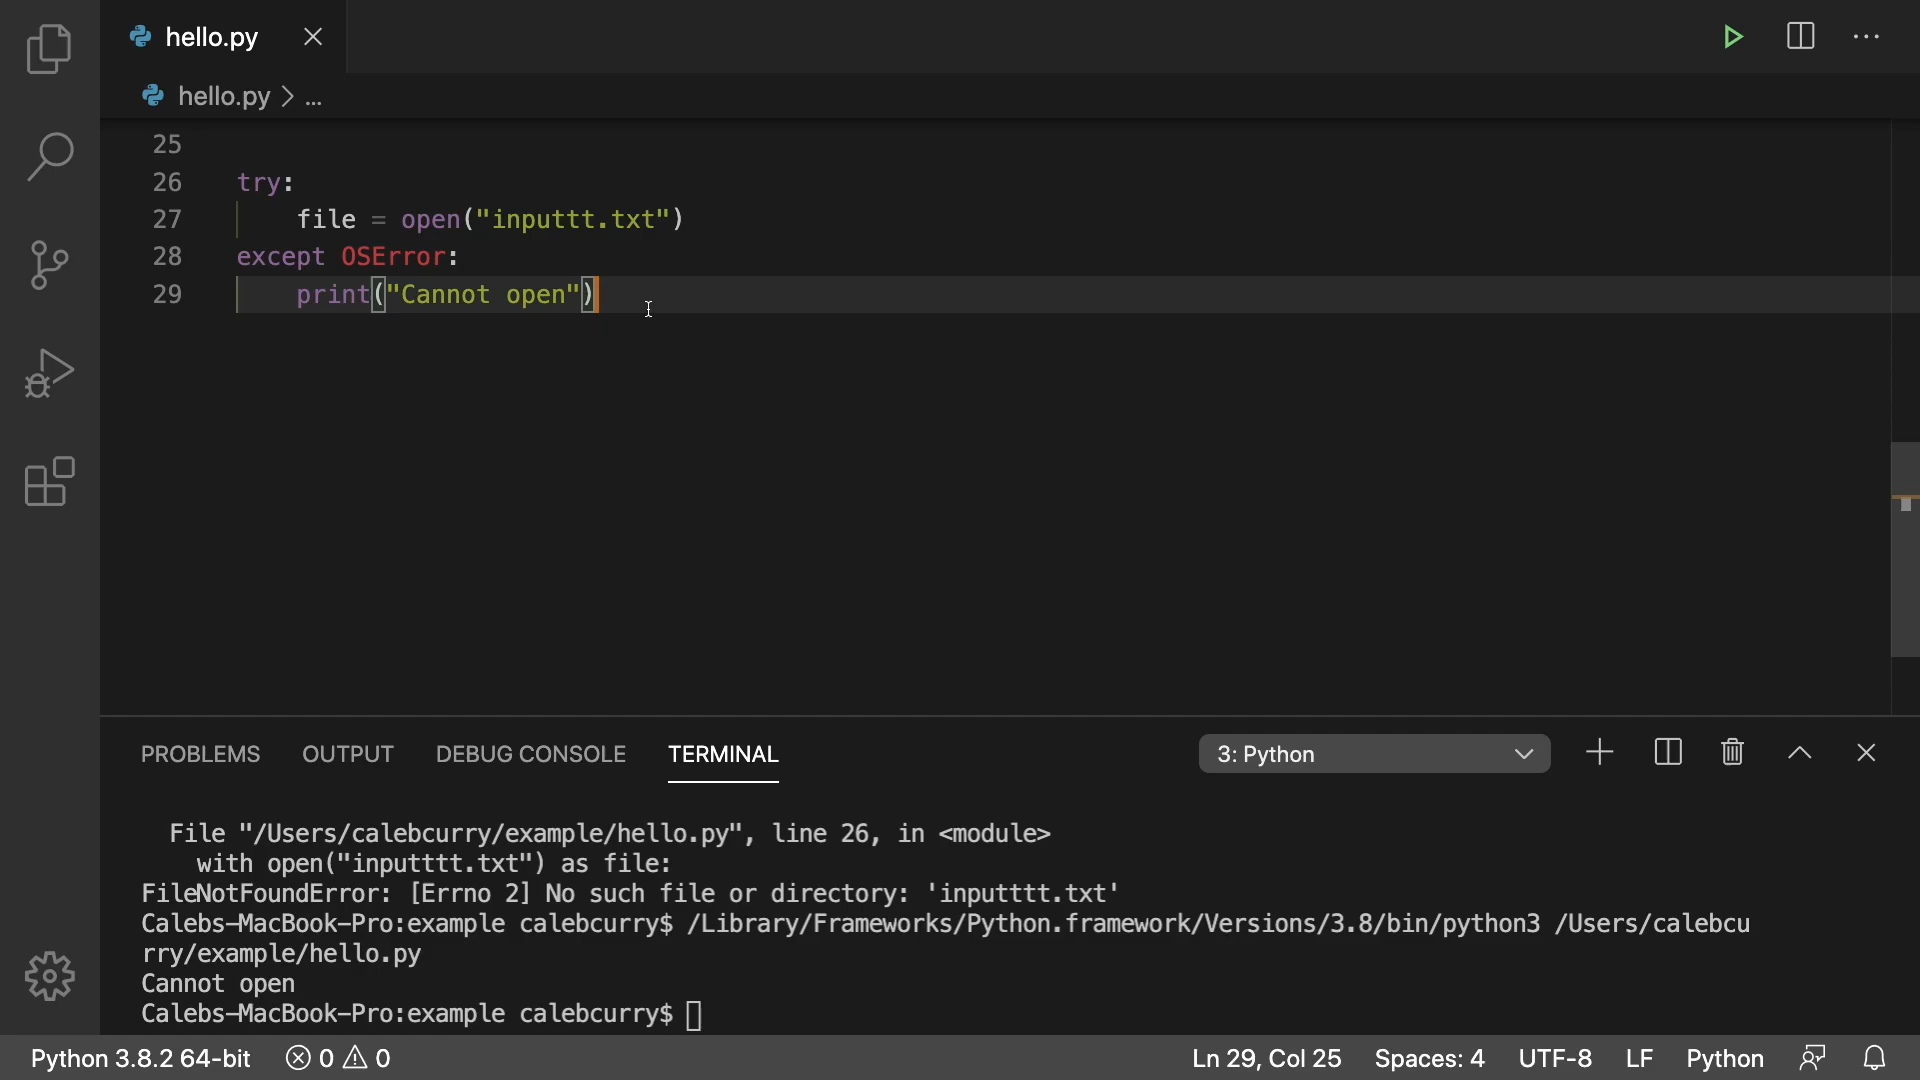 hello.py
hello.py > ...
25
26 try:
27 file = open("inputtt.txt")
28 except OSError:
29 print("Cannot open")
PROBLEMS OUTPUT DEBUG CONSOLE TERMINAL 3: Python
File "/Users/calebcurry/example/hello.py", line 26, in <module>
with open("inputttt.txt") as file:
FileNotFoundError: [Errno 2] No such file or directory: 'inputttt.txt'
Calebs-MacBook-Pro:example calebcurry$ /Library/Frameworks/Python.framework/Versions/3.8/bin/python3 /Users/calebcu
rry/example/hello.py
Cannot open
Calebs-MacBook-Pro:example calebcurry$
Python 3.8.2 64-bit 0 0 Ln 29, Col 25 Spaces: 4 UTF-8 LF Python